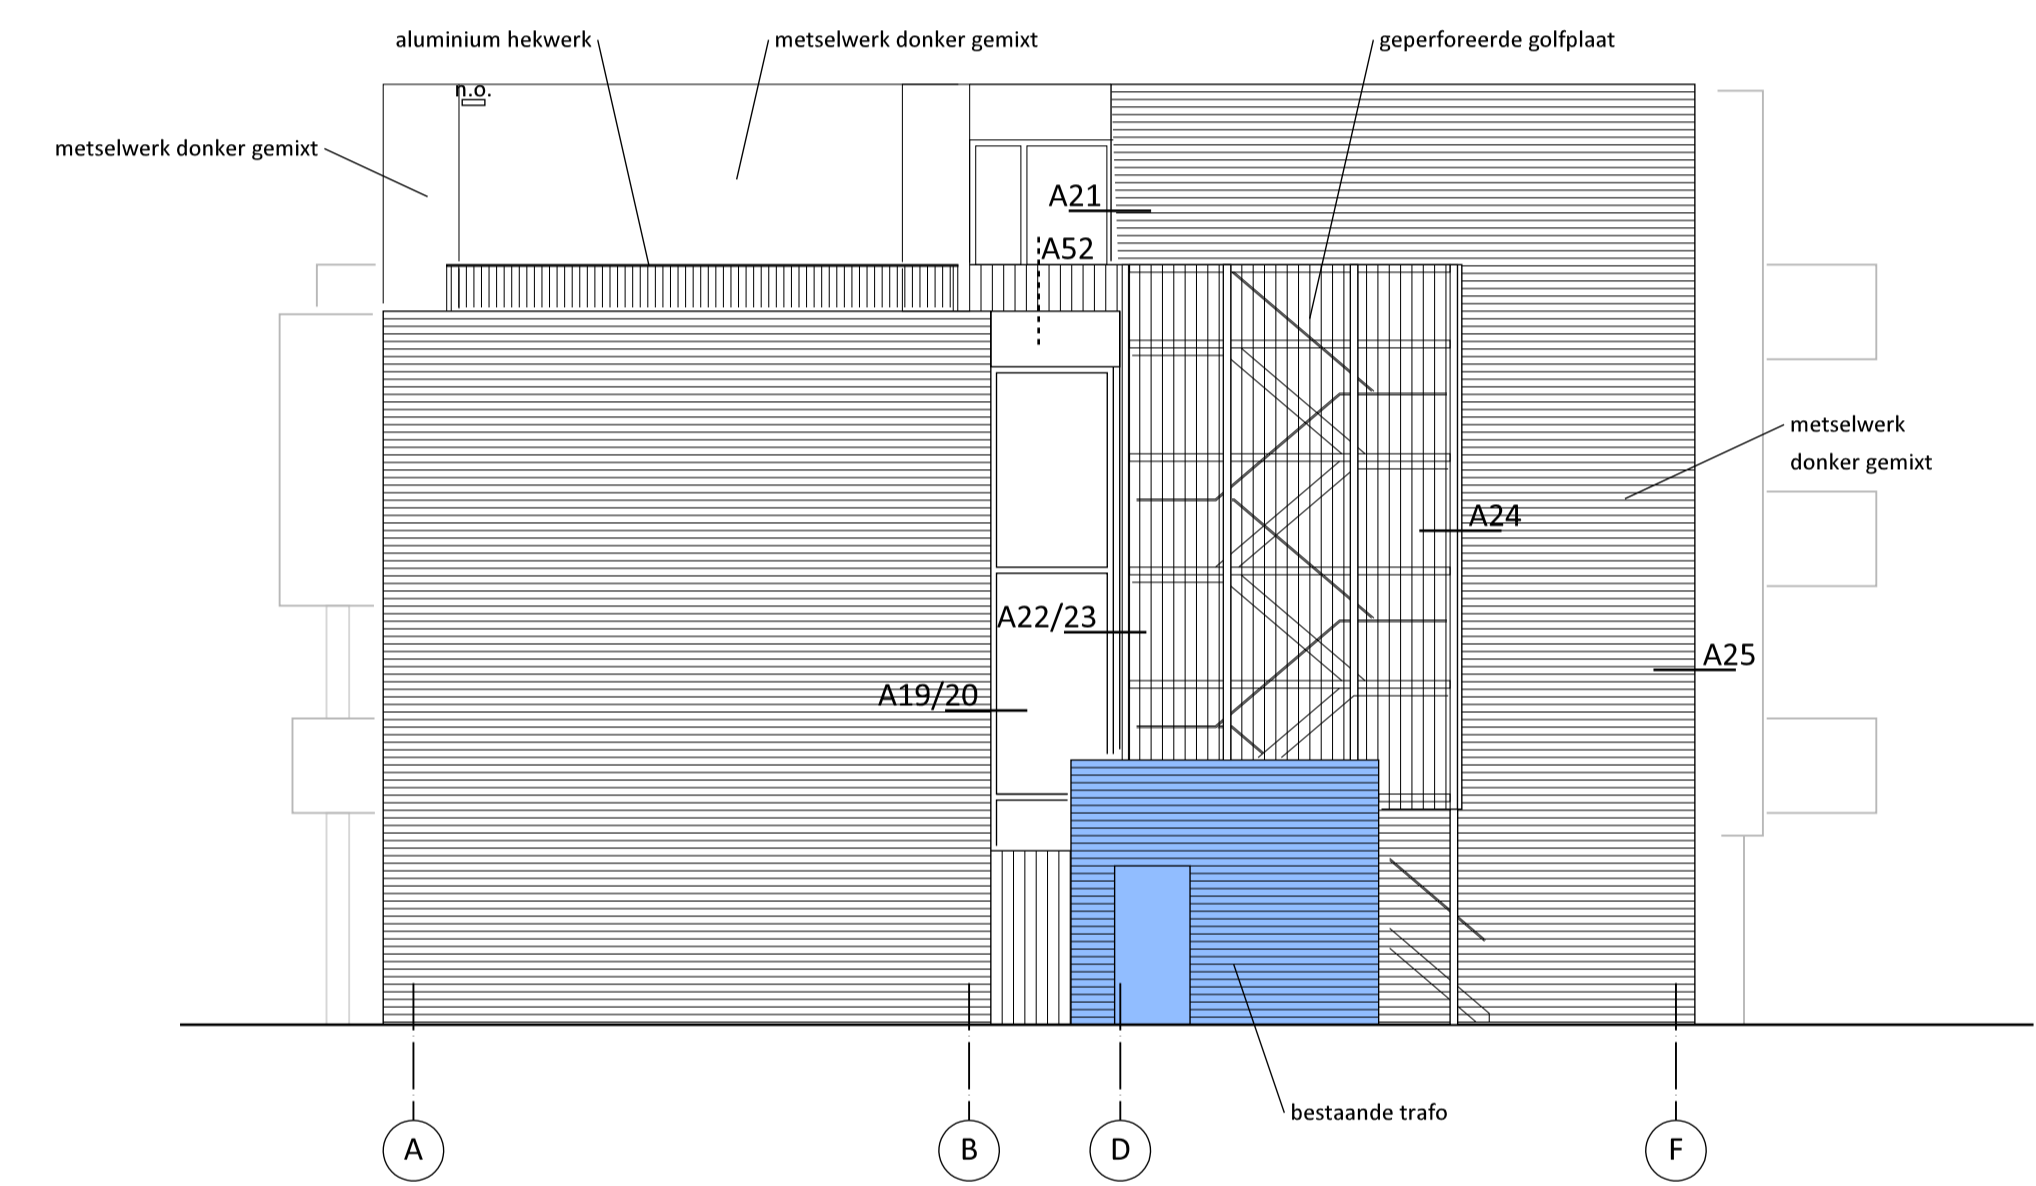 aluminium hekwerk
metselwerk donker gemixt
geperforeerde golfplaat
n.o.
metselwerk donker gemixt
A21
A52
metselwerk
donker gemixt
A24
A22/23
A25
A19/20
bestaande trafo
A
B
D
F